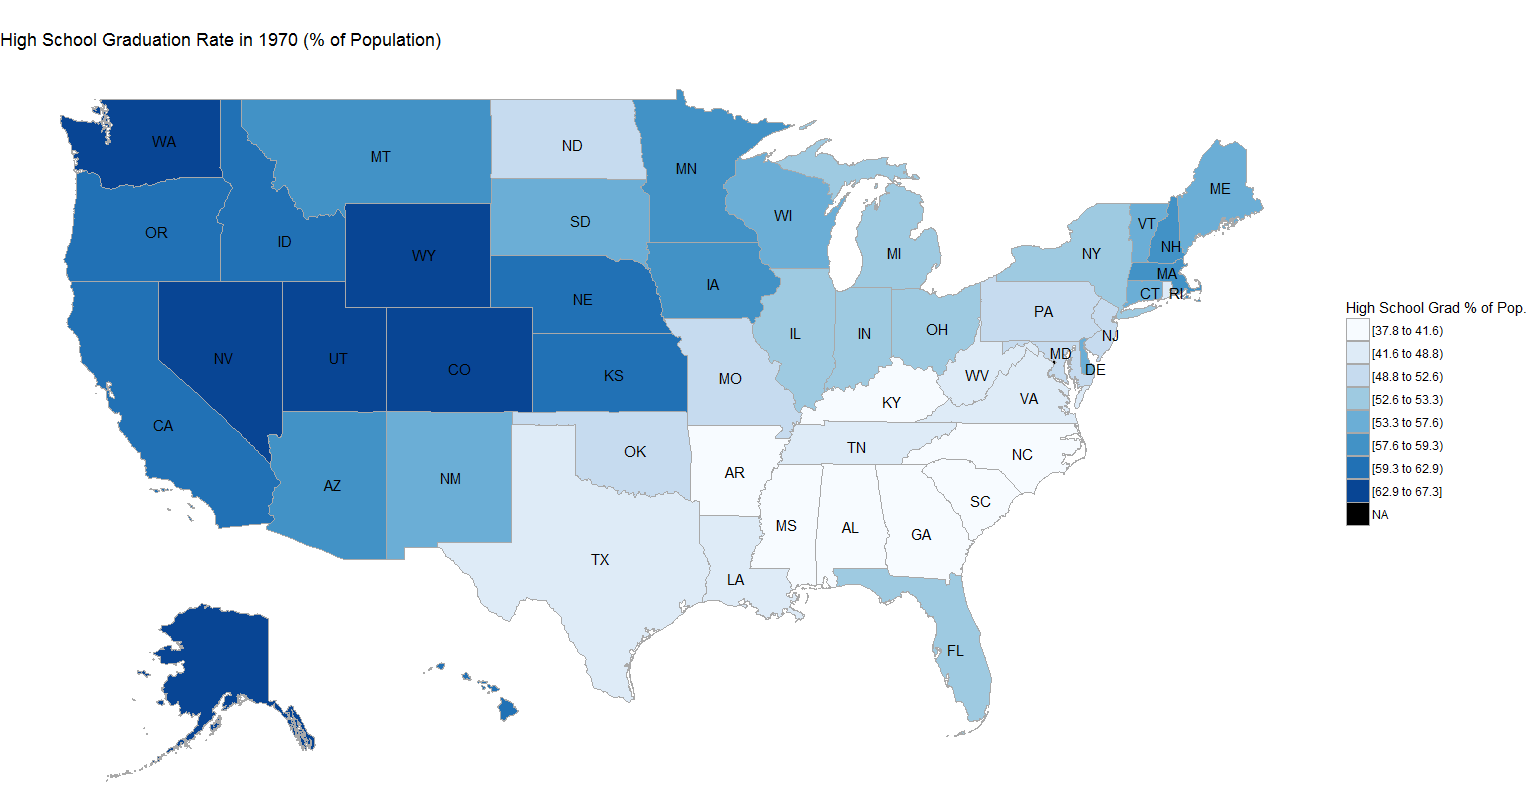 High School Graduation Rate in 1970 (% of Population)
WA
MT
ND
MN
ME
OR
ID
WY
SD
WI
VT
NH
NY
MI
MA
CT
RI
NE
IA
PA
NJ
NV
UT
CO
IL
IN
OH
MD
DE
KS
MO
WV
VA
KY
CA
OK
TN
NC
AZ
NM
AR
SC
MS
AL
GA
TX
LA
FL
High School Grad % of Pop.
[37.8 to 41.6)
[41.6 to 48.8)
[48.8 to 52.6)
[52.6 to 53.3)
[53.3 to 57.6)
[57.6 to 59.3)
[59.3 to 62.9)
[62.9 to 67.3]
NA